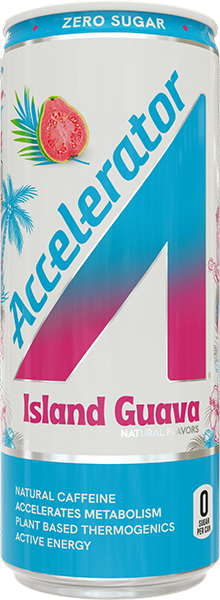 ZERO SUGAR
Accelerator
Island Guava
NATURAL FLAVORS
NATURAL CAFFEINE
ACCELERATES METABOLISM
PLANT BASED THERMOGENICS
ACTIVE ENERGY
0
SUGAR
PER CAN